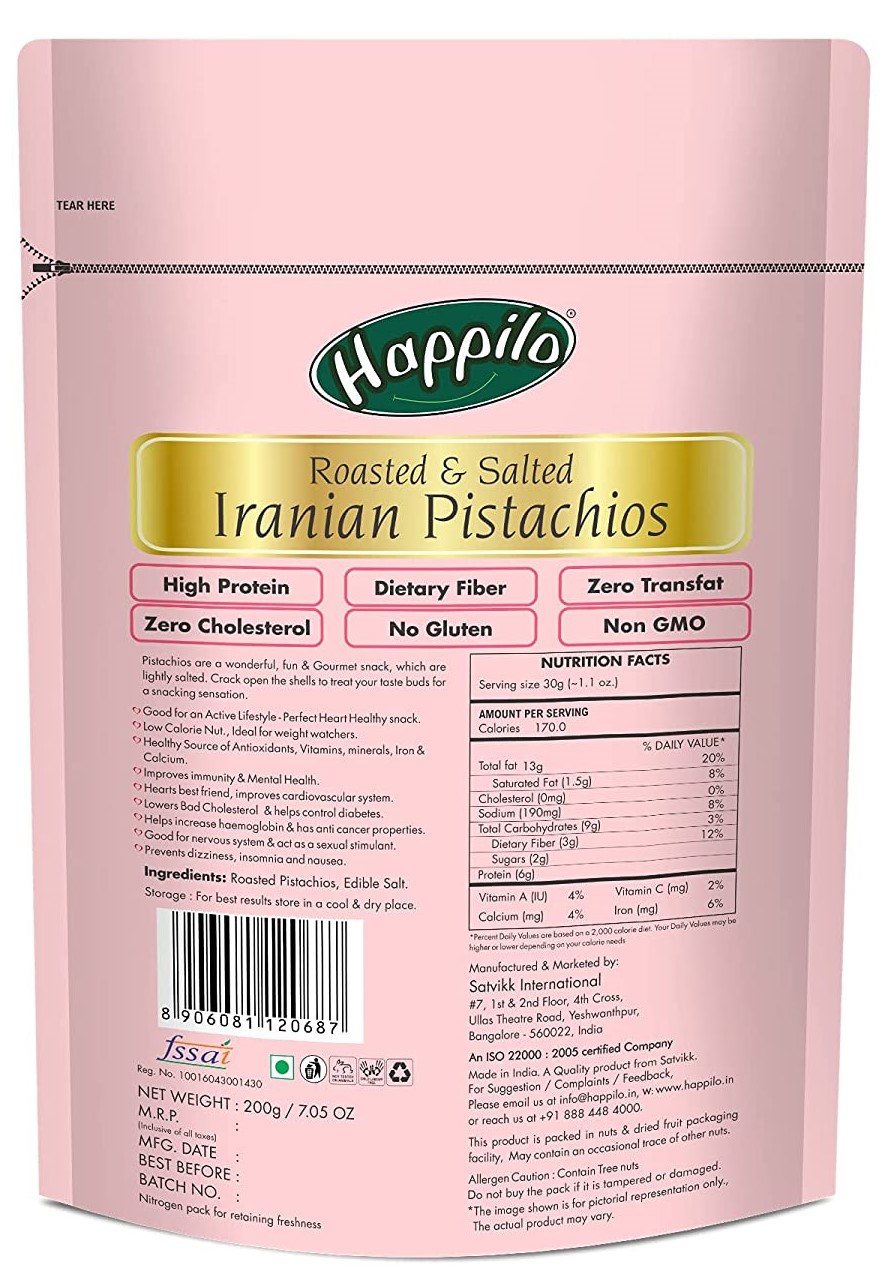 TEAR HERE
Happilo®
Roasted & Salted
Iranian Pistachios
High Protein
Dietary Fiber
Zero Transfat
Zero Cholesterol
No Gluten
Non GMO
Pistachios are a wonderful, fun & Gourmet snack, which are
lightly salted. Crack open the shells to treat your taste buds for
a snacking sensation.
Good for an Active Lifestyle - Perfect Heart Healthy snack.
Low Calorie Nut., Ideal for weight watchers.
Healthy Source of Antioxidants, Vitamins, minerals, Iron &
Calcium.
Improves immunity & Mental Health.
Hearts best friend, improves cardiovascular system.
Lowers Bad Cholesterol & helps control diabetes.
Helps increase haemoglobin & has anti cancer properties.
Good for nervous system & act as a sexual stimulant.
Prevents dizziness, insomnia and nausea.
Ingredients: Roasted Pistachios, Edible Salt.
Storage : For best results store in a cool & dry place.
8 906081 120687
fssai
Reg. No. 10016043001430
NET WEIGHT : 200g / 7.05 OZ
M.R.P. :
(Inclusive of all taxes)
MFG. DATE :
BEST BEFORE :
BATCH NO. :
Nitrogen pack for retaining freshness
NUTRITION FACTS
Serving size 30g (~1.1 oz.)
AMOUNT PER SERVING
Calories 170.0
% DAILY VALUE*
Total fat 13g 20%
Saturated Fat (1.5g) 8%
Cholesterol (0mg) 0%
Sodium (190mg) 8%
Total Carbohydrates (9g) 3%
Dietary Fiber (3g) 12%
Sugars (2g)
Protein (6g)
Vitamin A (IU) 4% Vitamin C (mg) 2%
Calcium (mg) 4% Iron (mg) 6%
*Percent Daily Values are based on a 2,000 calorie diet. Your Daily Values may be
higher or lower depending on your calorie needs
Manufactured & Marketed by:
Satvikk International
#7, 1st & 2nd Floor, 4th Cross,
Ullas Theatre Road, Yeshwanthpur,
Bangalore - 560022, India
An ISO 22000 : 2005 certified Company
Made in India. A Quality product from Satvikk.
For Suggestion / Complaints / Feedback,
Please email us at info@happilo.in, w: www.happilo.in
or reach us at +91 888 448 4000.
This product is packed in nuts & dried fruit packaging
facility, May contain an occasional trace of other nuts.
Allergen Caution : Contain Tree nuts
Do not buy the pack if it is tampered or damaged.
*The image shown is for pictorial representation only.,
The actual product may vary.